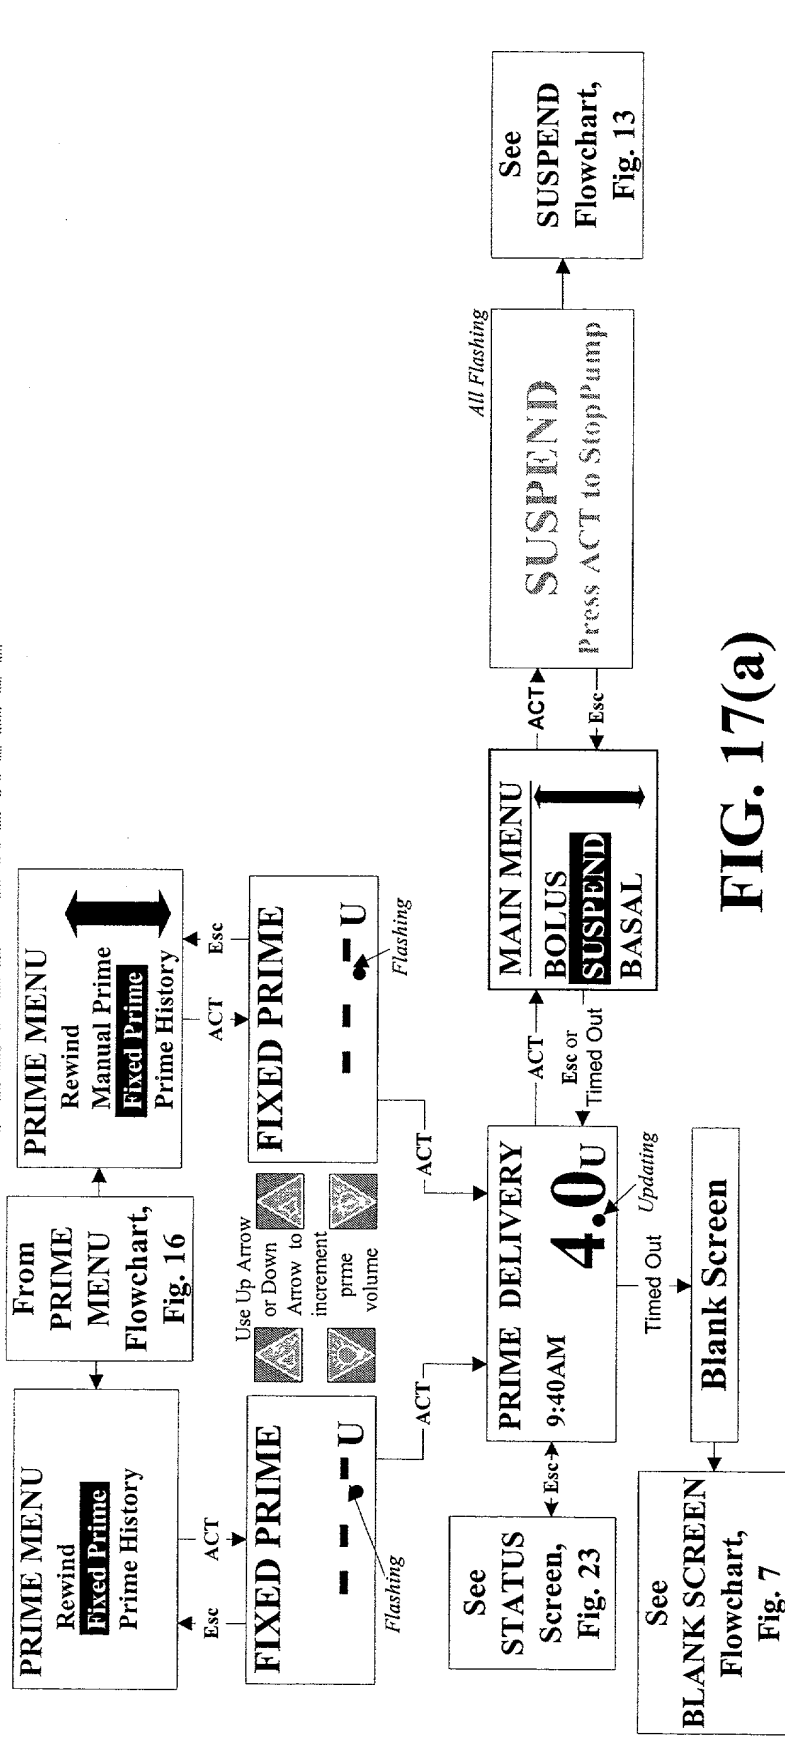 From
PRIME
MENU
Flowchart,
Fig. 16
PRIME MENU
Rewind
Fixed Prime
Prime History
PRIME MENU
Rewind
Manual Prime
Fixed Prime
Prime History
Esc
ACT
ACT
Esc
FIXED PRIME
- - - U
Flashing
Use Up Arrow
or Down
Arrow to
increment
prme
volume
FIXED PRIME
- - - U
Flashing
ACT
ACT
See
STATUS
Screen,
Fig. 23
Esc
PRIME DELIVERY
9:40AM
4.0U
Updating
ACT
Esc or
Timed Out
MAIN MENU
BOLUS
SUSPEND
BASAL
ACT
Esc
All Flashing
SUSPEND
Press ACT to Stop Pump
See
SUSPEND
Flowchart,
Fig. 13
Timed Out
Blank Screen
See
BLANK SCREEN
Flowchart,
Fig. 7
FIG. 17(a)